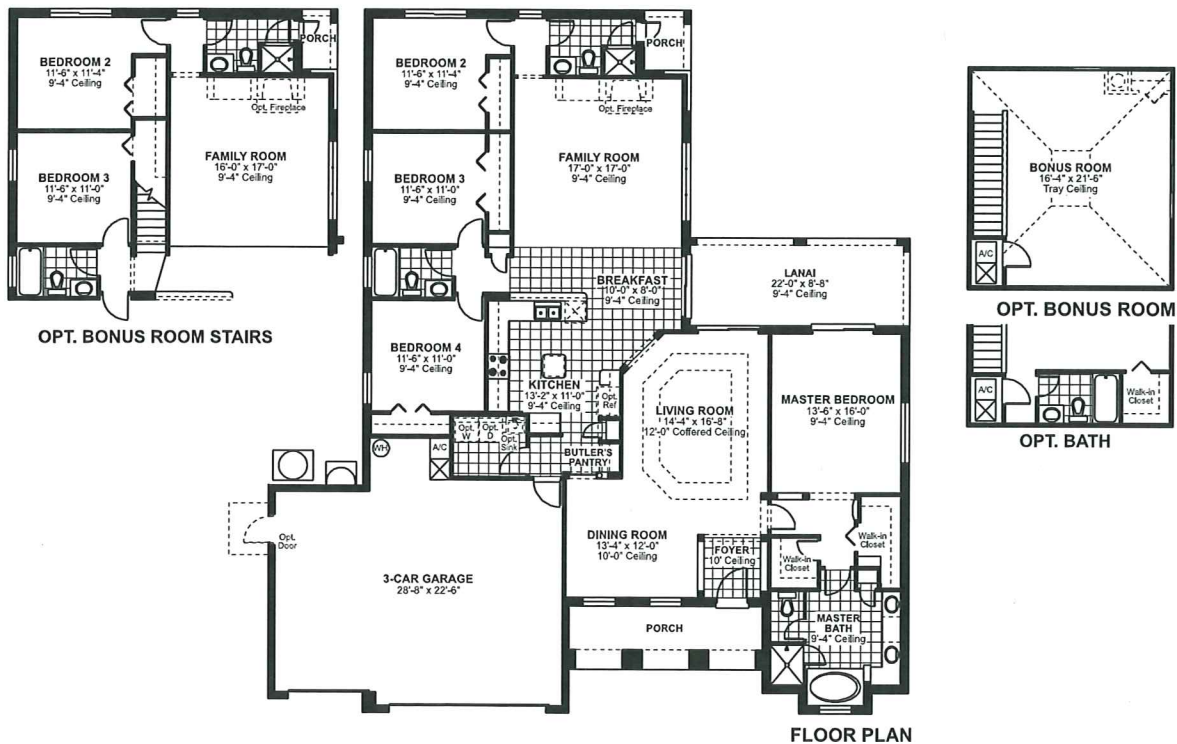 BEDROOM 2
11'-6" x 11'-4"
9'-4" Ceiling
PORCH
Opt. Fireplace
FAMILY ROOM
16'-0" x 17'-0"
9'-4" Ceiling
BEDROOM 3
11'-6" x 11'-0"
9'-4" Ceiling
OPT. BONUS ROOM STAIRS
BEDROOM 2
11'-6" x 11'-4"
9'-4" Ceiling
PORCH
Opt. Fireplace
FAMILY ROOM
17'-0" x 17'-0"
9'-4" Ceiling
BEDROOM 3
11'-6" x 11'-0"
9'-4" Ceiling
BREAKFAST
10'-0" x 8'-0"
9'-4" Ceiling
LANAI
22'-0" x 8'-8"
9'-4" Ceiling
BEDROOM 4
11'-6" x 11'-0"
9'-4" Ceiling
KITCHEN
13'-2" x 11'-0"
9'-4" Ceiling
Opt.
Ref
LIVING ROOM
14'-4" x 16'-8"
12'-0" Coffered Ceiling
MASTER BEDROOM
13'-6" x 16'-0"
9'-4" Ceiling
Opt.
W
Opt.
D
Opt.
Sink
WH
A/C
BUTLER'S
PANTRY
DINING ROOM
13'-4" x 12'-0"
10'-0" Ceiling
FOYER
10' Ceiling
Walk-in
Closet
Walk-in
Closet
Opt.
Door
3-CAR GARAGE
28'-8" x 22'-6"
PORCH
MASTER
BATH
9'-4" Ceiling
FLOOR PLAN
BONUS ROOM
16'-4" x 21'-6"
Tray Ceiling
A/C
OPT. BONUS ROOM
A/C
Walk-in
Closet
OPT. BATH